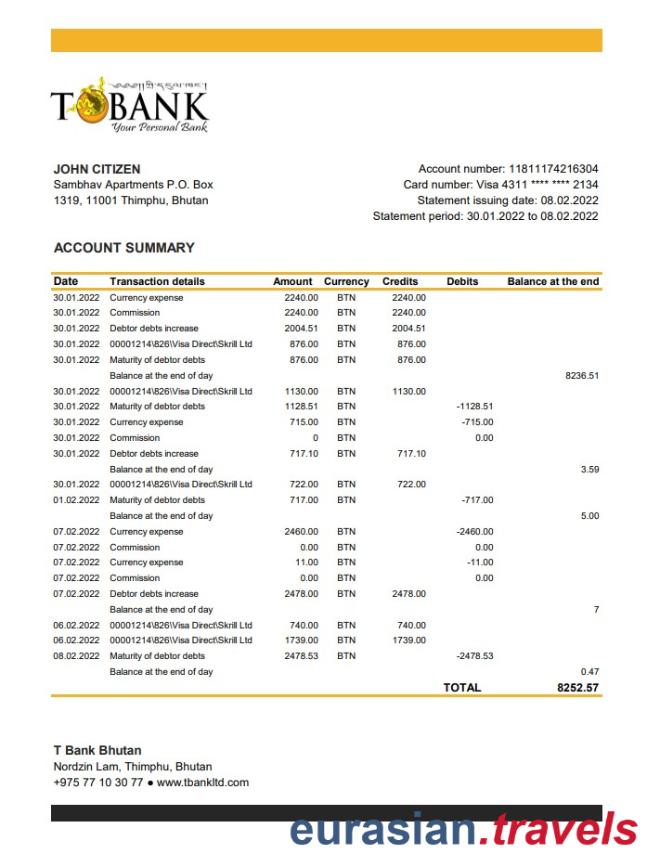 T BANK
Your Personal Bank
JOHN CITIZEN
Sambhav Apartments P.O. Box
1319, 11001 Thimphu, Bhutan
Account number: 11811174216304
Card number: Visa 4311 **** **** 2134
Statement issuing date: 08.02.2022
Statement period: 30.01.2022 to 08.02.2022
ACCOUNT SUMMARY
Date Transaction details Amount Currency Credits Debits Balance at the end
30.01.2022 Currency expense 2240.00 BTN 2240.00
30.01.2022 Commission 2240.00 BTN 2240.00
30.01.2022 Debtor debts increase 2004.51 BTN 2004.51
30.01.2022 00001214\826\Visa Direct\Skrill Ltd 876.00 BTN 876.00
30.01.2022 Maturity of debtor debts 876.00 BTN 876.00
Balance at the end of day 8236.51
30.01.2022 00001214\826\Visa Direct\Skrill Ltd 1130.00 BTN 1130.00
30.01.2022 Maturity of debtor debts 1128.51 BTN -1128.51
30.01.2022 Currency expense 715.00 BTN -715.00
30.01.2022 Commission 0 BTN 0.00
30.01.2022 Debtor debts increase 717.10 BTN 717.10
Balance at the end of day 3.59
30.01.2022 00001214\826\Visa Direct\Skrill Ltd 722.00 BTN 722.00
01.02.2022 Maturity of debtor debts 717.00 BTN -717.00
Balance at the end of day 5.00
07.02.2022 Currency expense 2460.00 BTN -2460.00
07.02.2022 Commission 0.00 BTN 0.00
07.02.2022 Currency expense 11.00 BTN -11.00
07.02.2022 Commission 0.00 BTN 0.00
07.02.2022 Debtor debts increase 2478.00 BTN 2478.00
Balance at the end of day 7
06.02.2022 00001214\826\Visa Direct\Skrill Ltd 740.00 BTN 740.00
06.02.2022 00001214\826\Visa Direct\Skrill Ltd 1739.00 BTN 1739.00
08.02.2022 Maturity of debtor debts 2478.53 BTN -2478.53
Balance at the end of day 0.47
TOTAL 8252.57
T Bank Bhutan
Nordzin Lam, Thimphu, Bhutan
+975 77 10 30 77 ● www.tbankltd.com
eurasian.travels